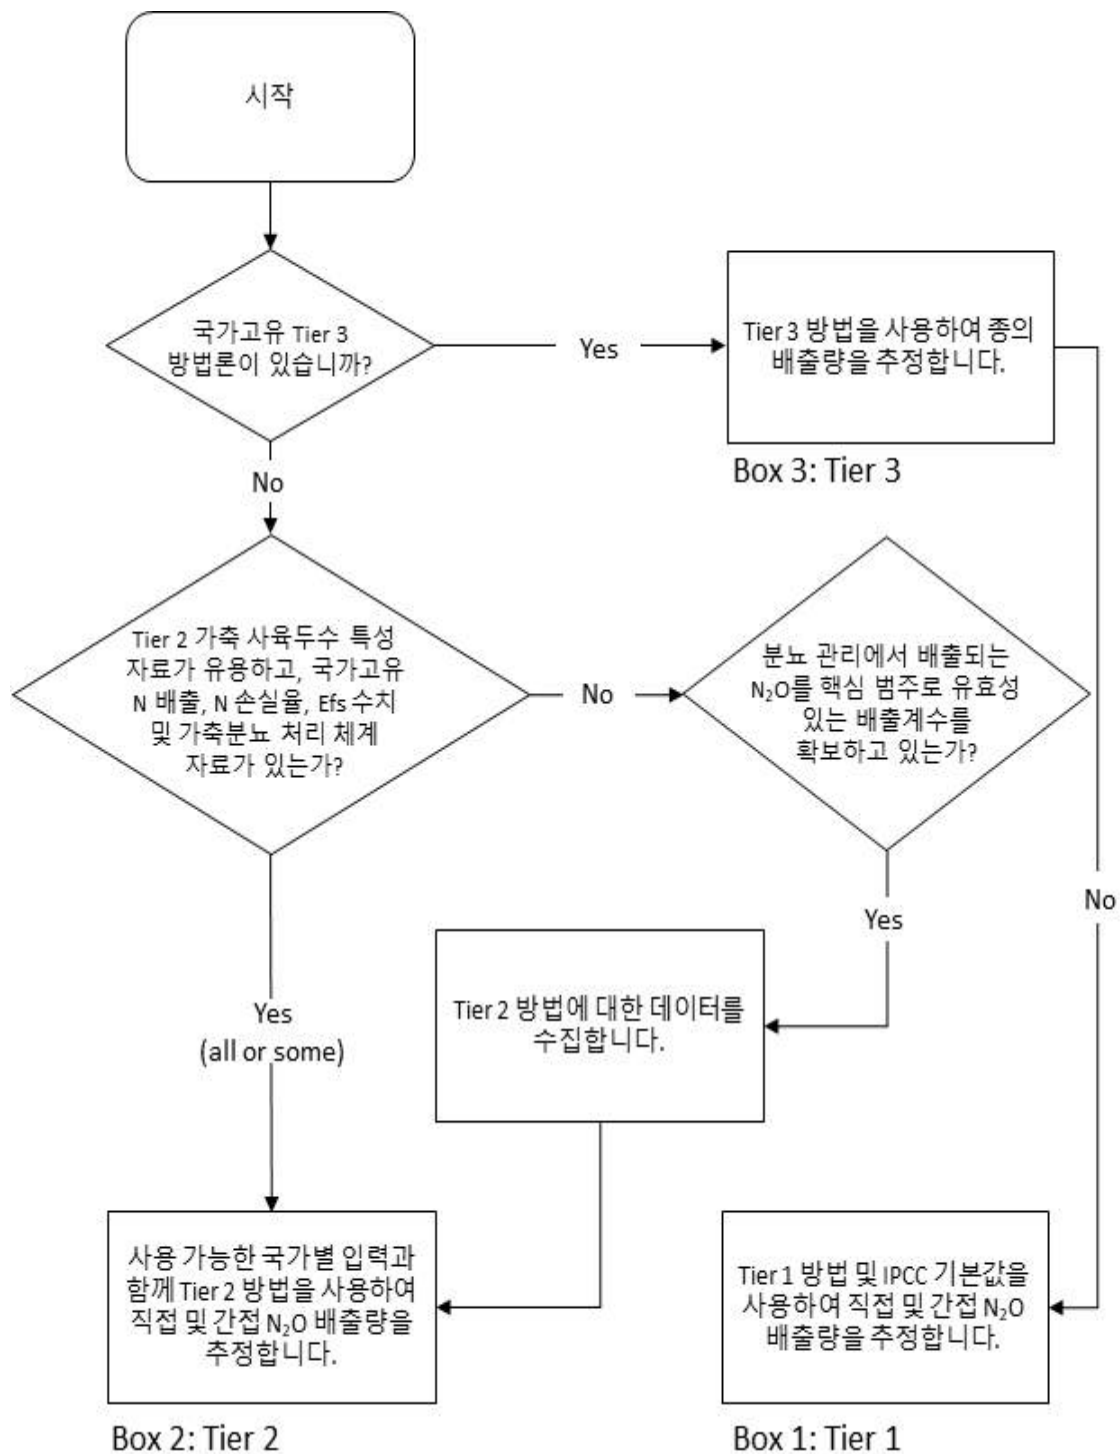 시작
국가고유 Tier 3
방법론이 있습니까?
Yes
Tier 3 방법을 사용하여 종의
배출량을 추정합니다.
Box 3: Tier 3
No
Tier 2 가축 사육두수 특성
자료가 유용하고, 국가고유
N 배출, N 손실율, Efs 수치
및 가축분뇨 처리 체계
자료가 있는가?
No
분뇨 관리에서 배출되는
N₂O를 핵심 범주로 유효성
있는 배출계수를
확보하고 있는가?
No
Yes
Tier 2 방법에 대한 데이터를
수집합니다.
Yes
(all or some)
사용 가능한 국가별 입력과
함께 Tier 2 방법을 사용하여
직접 및 간접 N₂O 배출량을
추정합니다.
Box 2: Tier 2
Tier 1 방법 및 IPCC 기본값을
사용하여 직접 및 간접 N₂O
배출량을 추정합니다.
Box 1: Tier 1